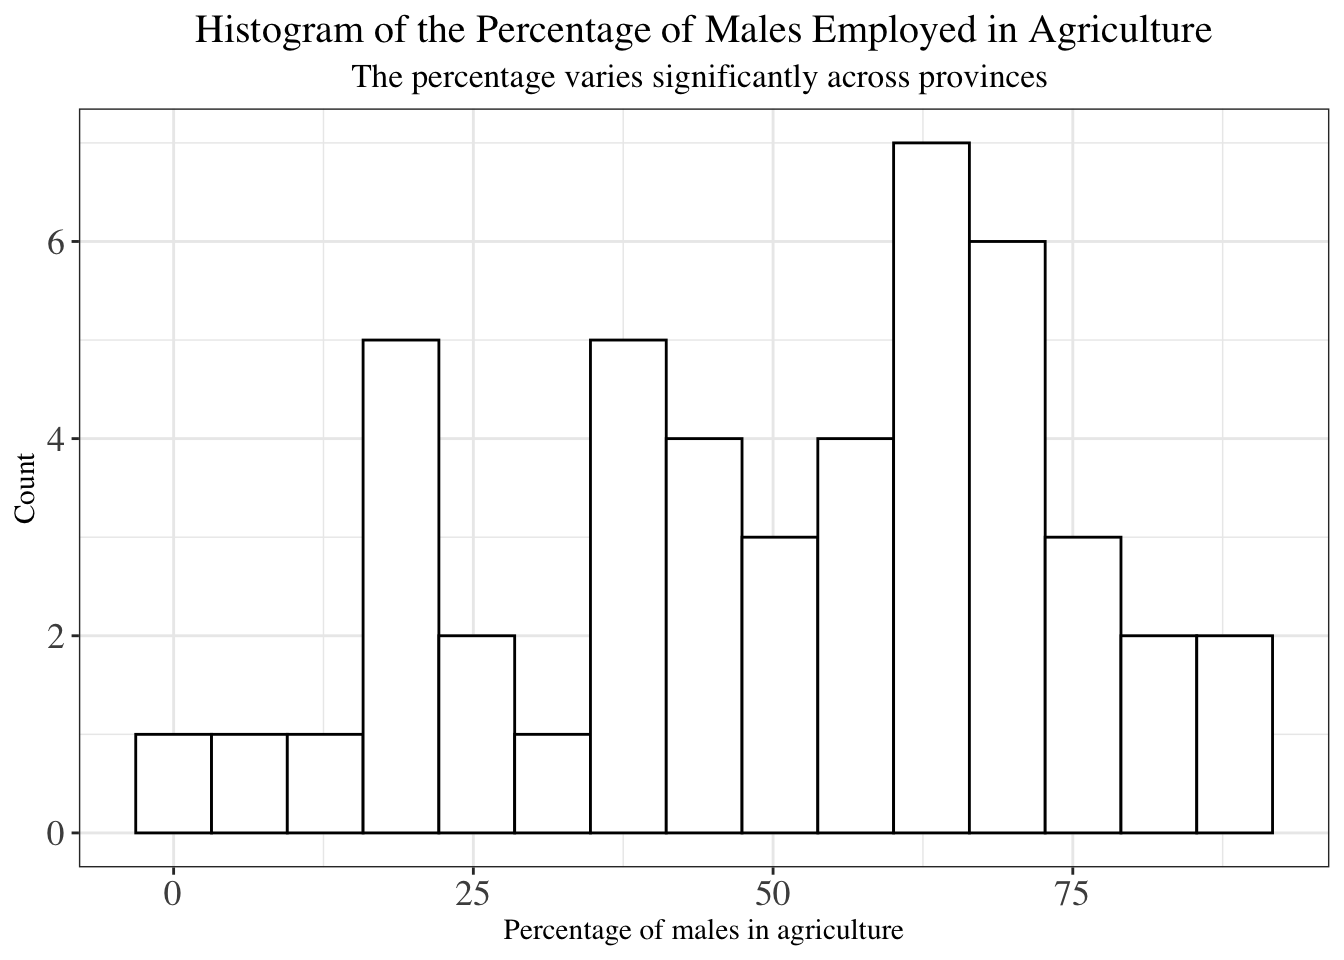 Histogram of the Percentage of Males Employed in Agriculture
The percentage varies significantly across provinces
Count
6
4
2
0
0 25 50 75
Percentage of males in agriculture